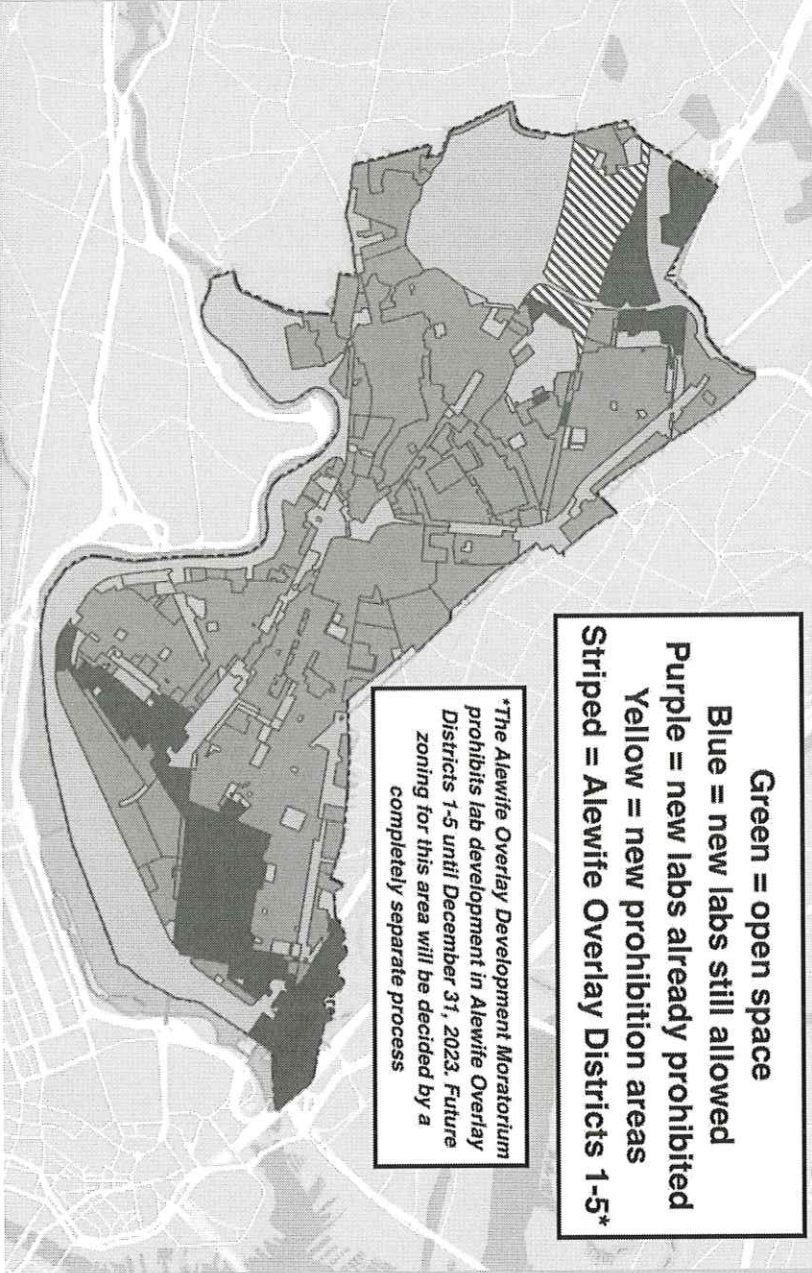 Green = open space
Blue = new labs still allowed
Purple = new labs already prohibited
Yellow = new prohibition areas
Striped = Alewife Overlay Districts 1-5*
*The Alewife Overlay Development Moratorium
prohibits lab development in Alewife Overlay
Districts 1-5 until December 31, 2023. Future
zoning for this area will be decided by a
completely separate process